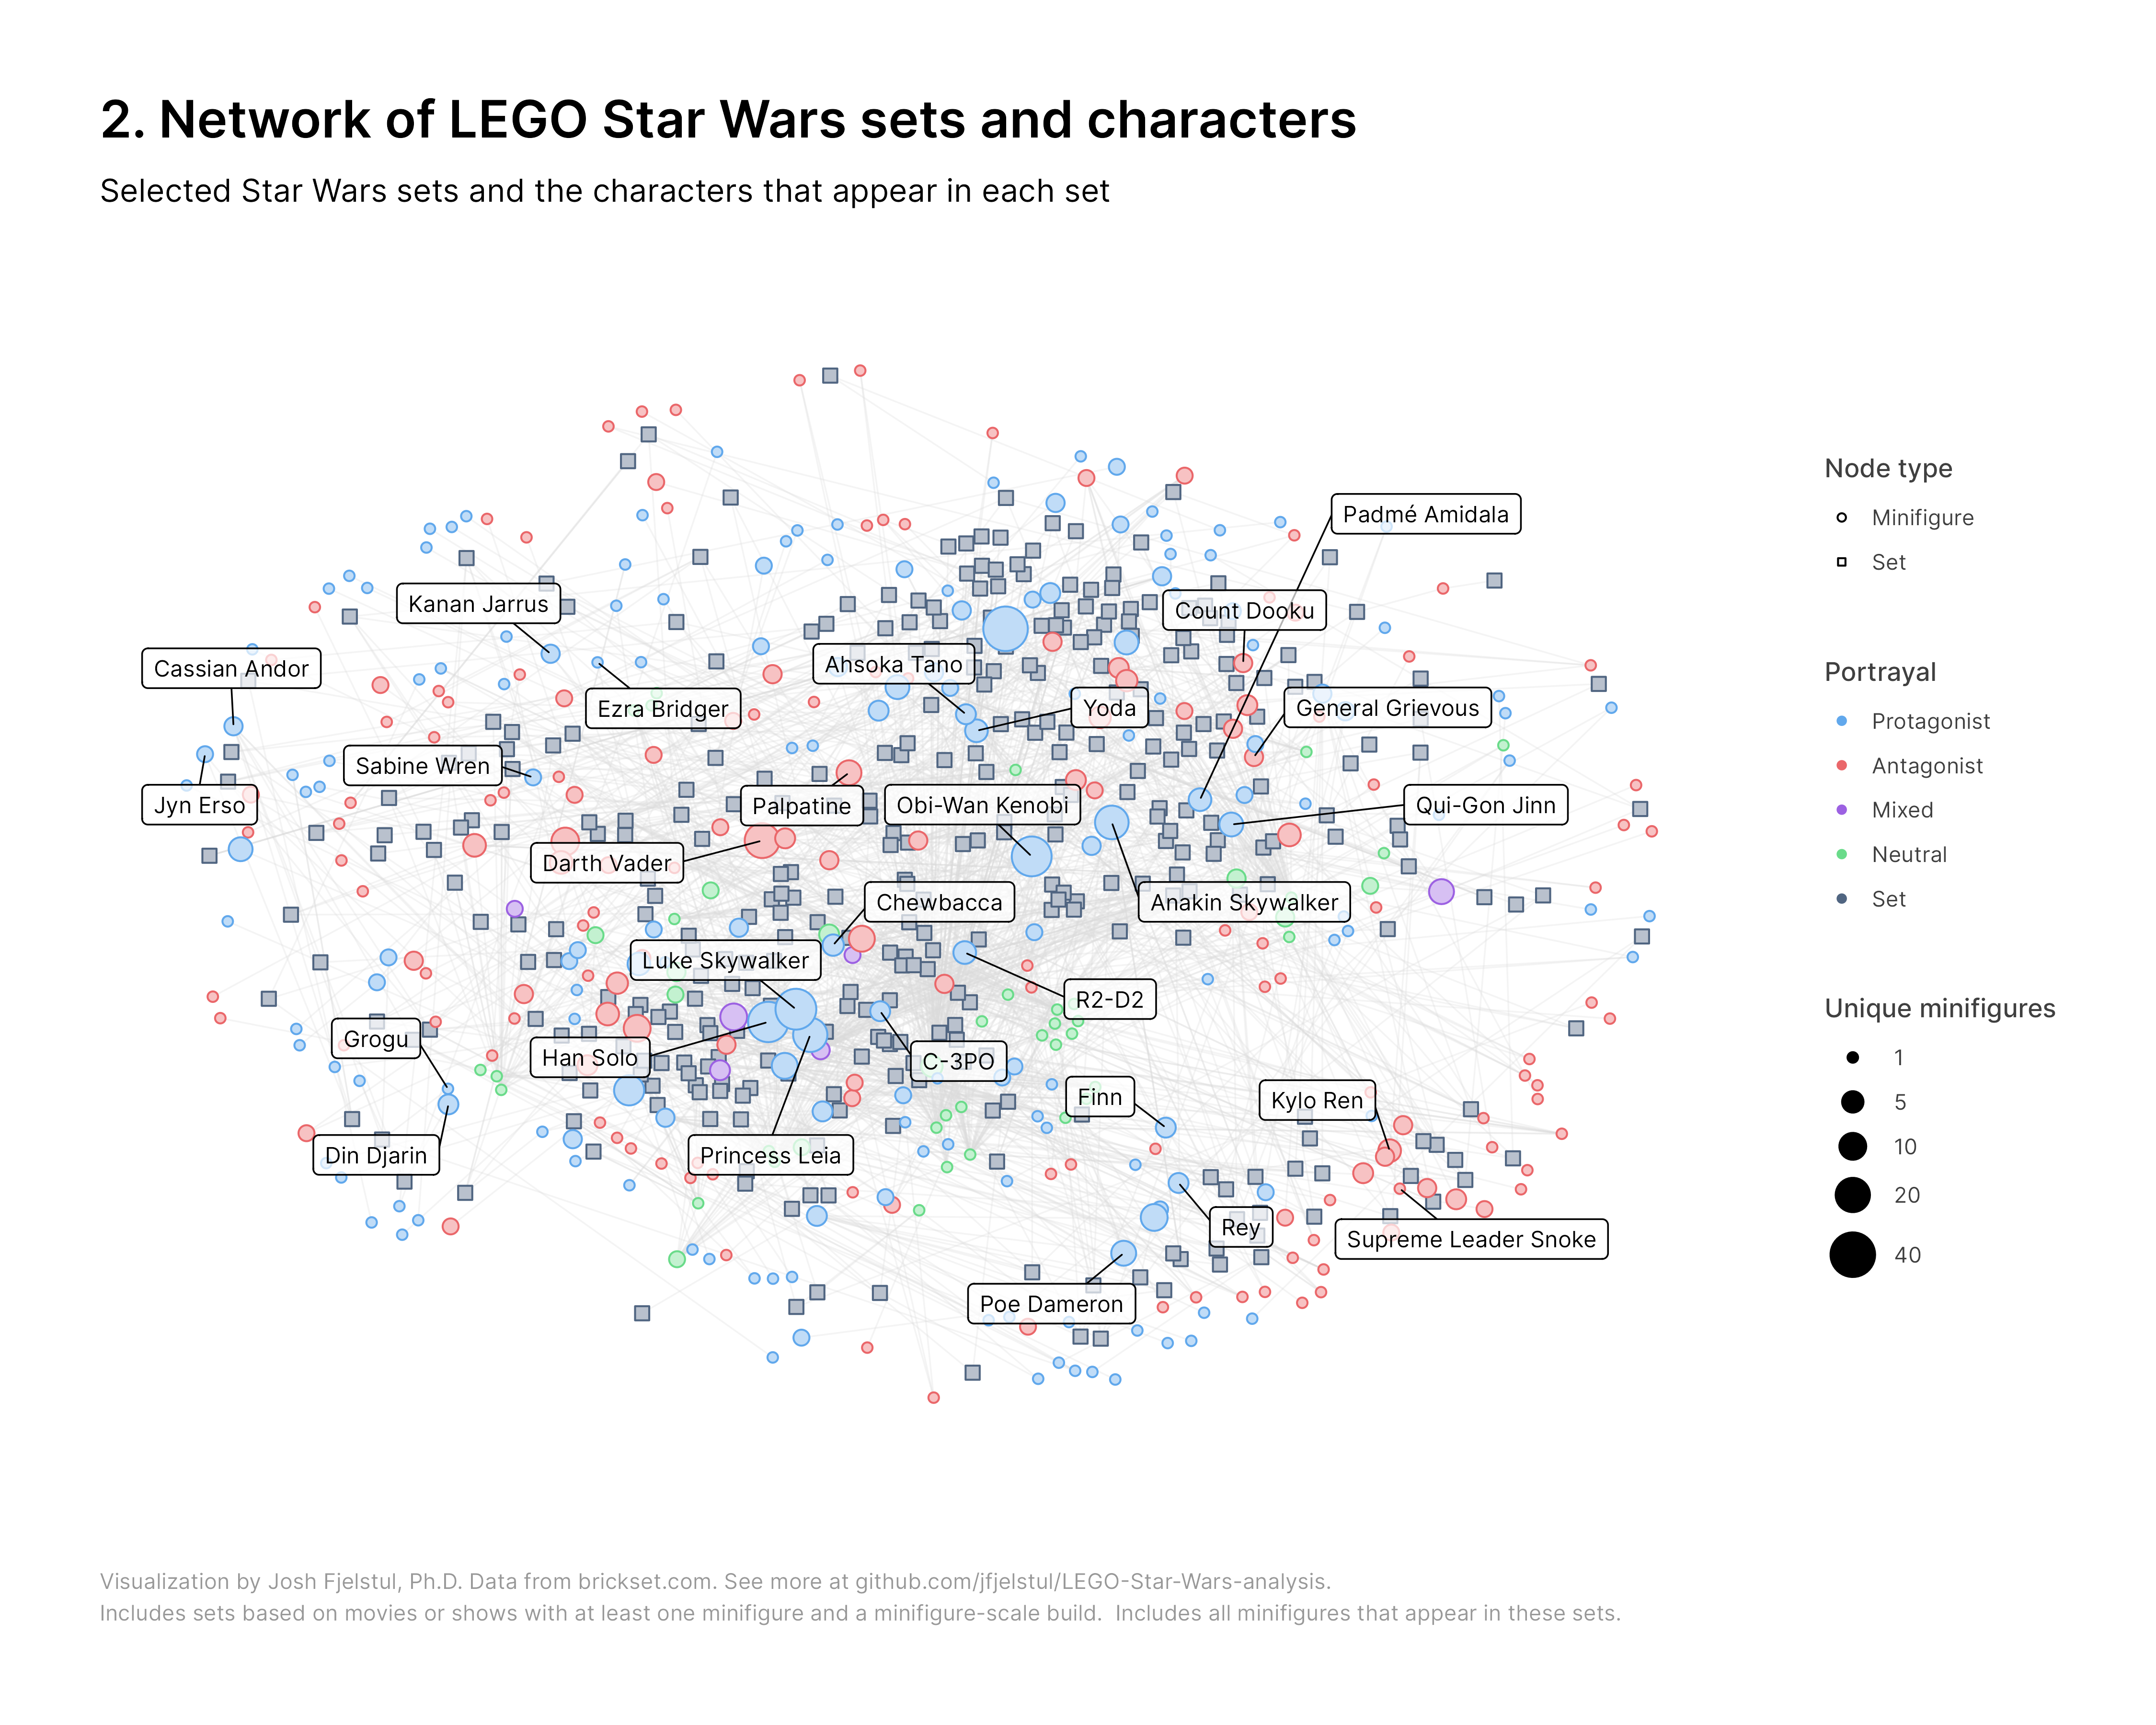 2. Network of LEGO Star Wars sets and characters
Selected Star Wars sets and the characters that appear in each set
Padmé Amidala
Kanan Jarrus
Count Dooku
Cassian Andor
Ahsoka Tano
Ezra Bridger
Yoda
General Grievous
Sabine Wren
Jyn Erso
Palpatine
Obi-Wan Kenobi
Qui-Gon Jinn
Darth Vader
Chewbacca
Anakin Skywalker
Luke Skywalker
R2-D2
Grogu
Han Solo
C-3PO
Finn
Kylo Ren
Din Djarin
Princess Leia
Rey
Supreme Leader Snoke
Poe Dameron
Node type
Minifigure
Set
Portrayal
Protagonist
Antagonist
Mixed
Neutral
Set
Unique minifigures
1
5
10
20
40
Visualization by Josh Fjelstul, Ph.D. Data from brickset.com. See more at github.com/jfjelstul/LEGO-Star-Wars-analysis.
Includes sets based on movies or shows with at least one minifigure and a minifigure-scale build.  Includes all minifigures that appear in these sets.